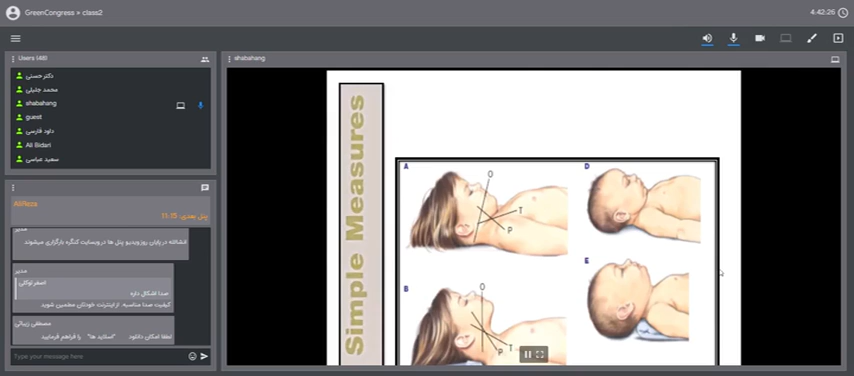 GreenCongress » class2
4:42:25
Users (48)
دکتر حسنی
محمد جلیلی
shabahang
guest
داود فارسی
Ali Bidari
سعید عباسی
AliReza
پنل بعدی: 11:15
مدیر
انشاالله در پایان روز ویدیو پنل ها در وبسایت کنگره بارگزاری میشوند
مدیر
اصغر توکلی
صدا اشکال داره
کیفیت صدا مناسبه. از اینترنت خودتان مطمئن شوید
مصطفی زیبائی
لطفا امکان دانلود "اسلاید ها" را فراهم فرمایید
Type your message here
shabahang
Simple Measures
A
O
T
P
D
B
O
T
P
E